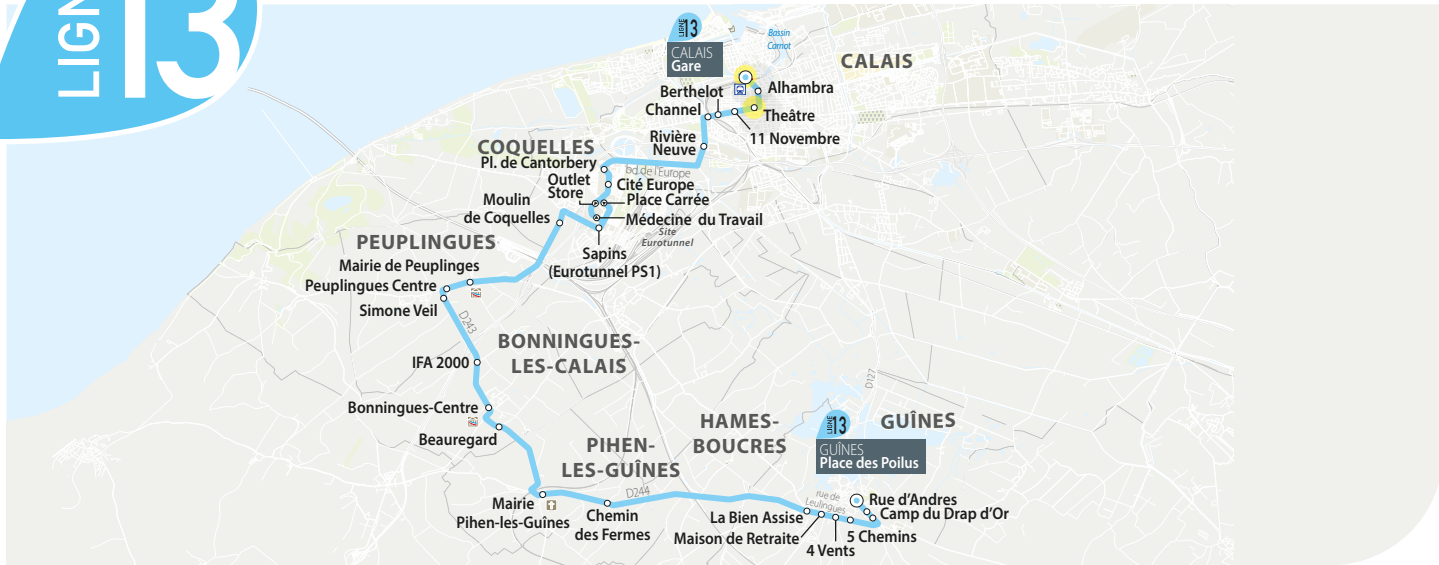 LIGNE
13
LIGNE 13
CALAIS
Gare
Bassin
Carnot
CALAIS
Alhambra
Berthelot
Channel
Theâtre
11 Novembre
Rivière
Neuve
COQUELLES
Pl. de Cantorbery
bd de l'Europe
Outlet
Store
Cité Europe
Place Carrée
Moulin
de Coquelles
Médecine du Travail
Site
Eurotunnel
Sapins
(Eurotunnel PS1)
PEUPLINGUES
Mairie de Peuplinges
Peuplingues Centre
Simone Veil
D243
BONNINGUES-
LES-CALAIS
IFA 2000
Bonningues-Centre
Beauregard
PIHEN-
LES-GUÎNES
HAMES-
BOUCRES
D127
LIGNE 13
GUÎNES
GUÎNES
Place des Poilus
D244
Mairie
Pihen-les-Guînes
Chemin
des Fermes
rue de
Leulingues
Rue d'Andres
Camp du Drap d'Or
La Bien Assise
Maison de Retraite
4 Vents
5 Chemins